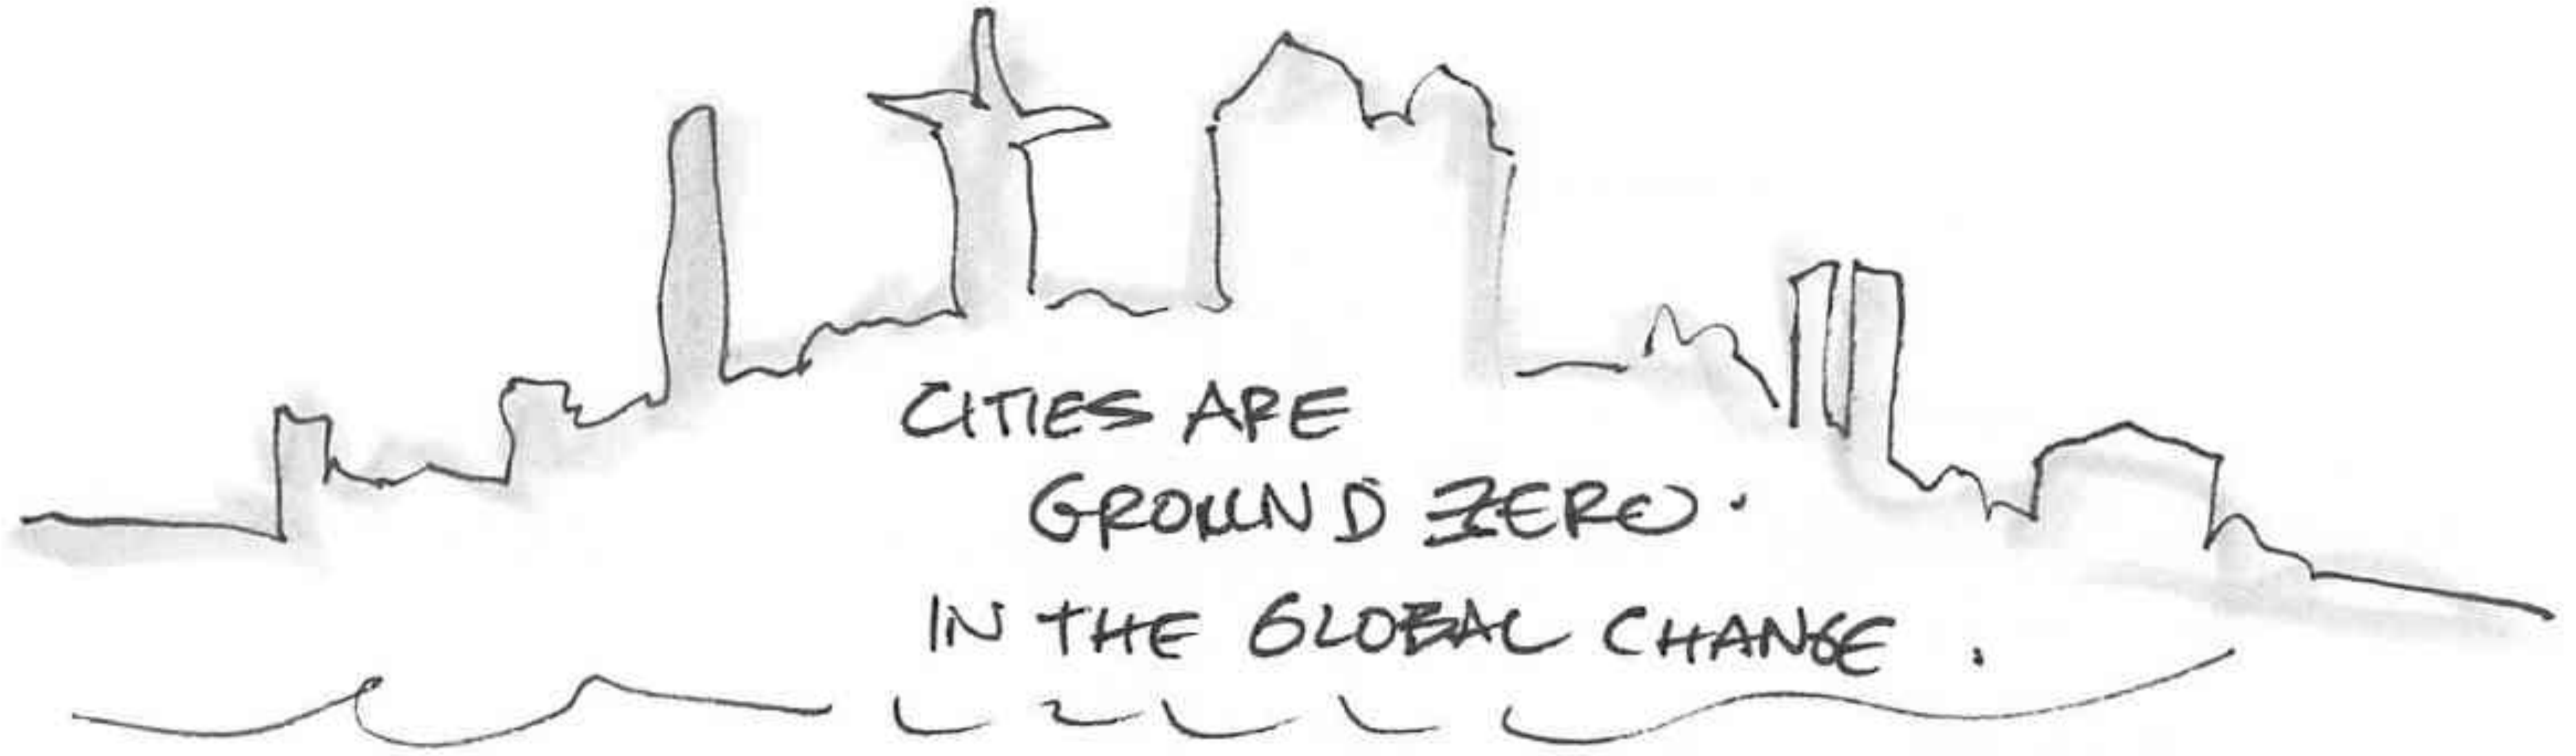 CITIES ARE
GROUND ZERO.
IN THE GLOBAL CHANGE.